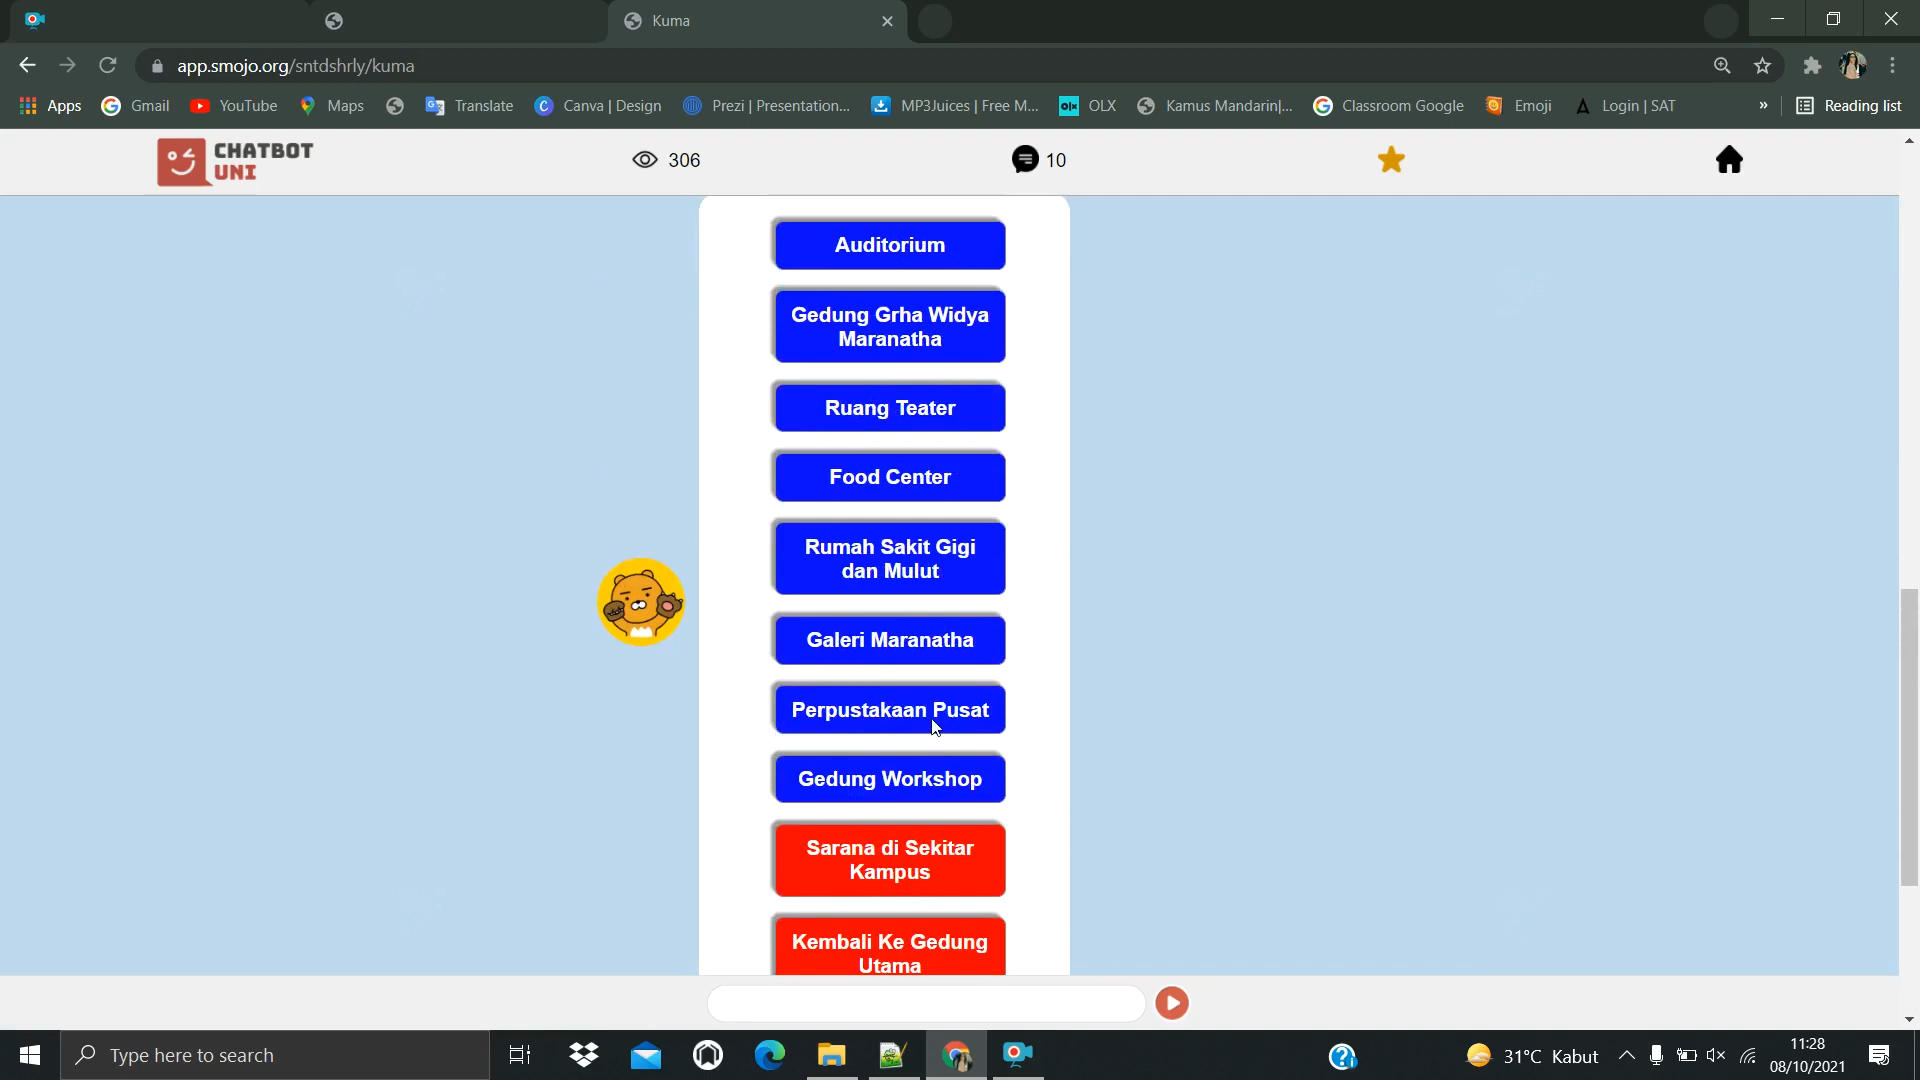 Kuma
app.smojo.org/sntdshrly/kuma
Apps
Gmail
YouTube
Maps
Translate
Canva | Design
Prezi | Presentation...
MP3Juices | Free M...
OLX
Kamus Mandarin|...
Classroom Google
Emoji
Login | SAT
»
Reading list
CHATBOT
UNI
306
10
Auditorium
Gedung Grha Widya
Maranatha
Ruang Teater
Food Center
Rumah Sakit Gigi
dan Mulut
Galeri Maranatha
Perpustakaan Pusat
Gedung Workshop
Sarana di Sekitar
Kampus
Kembali Ke Gedung
Utama
Type here to search
31°C Kabut
11:28
08/10/2021